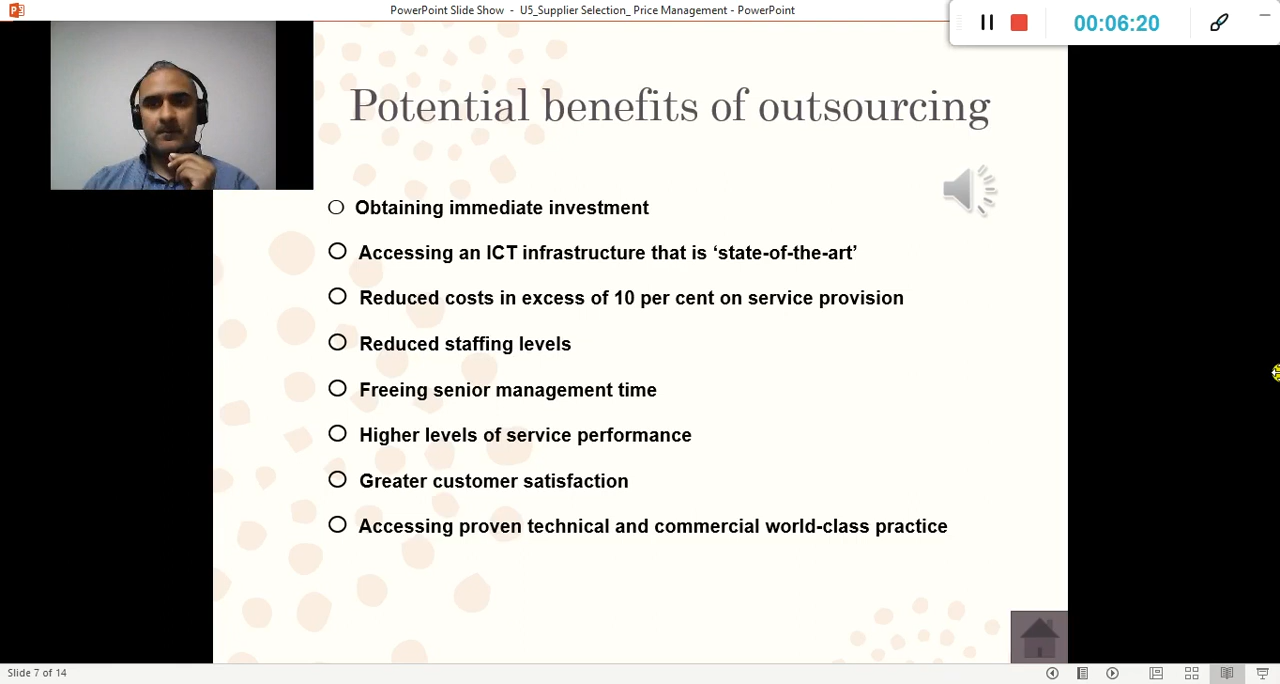 PowerPoint Slide Show - U5_Supplier Selection_ Price Management - PowerPoint
00:06:20
Potential benefits of outsourcing
Obtaining immediate investment
Accessing an ICT infrastructure that is ‘state-of-the-art’
Reduced costs in excess of 10 per cent on service provision
Reduced staffing levels
Freeing senior management time
Higher levels of service performance
Greater customer satisfaction
Accessing proven technical and commercial world-class practice
Slide 7 of 14